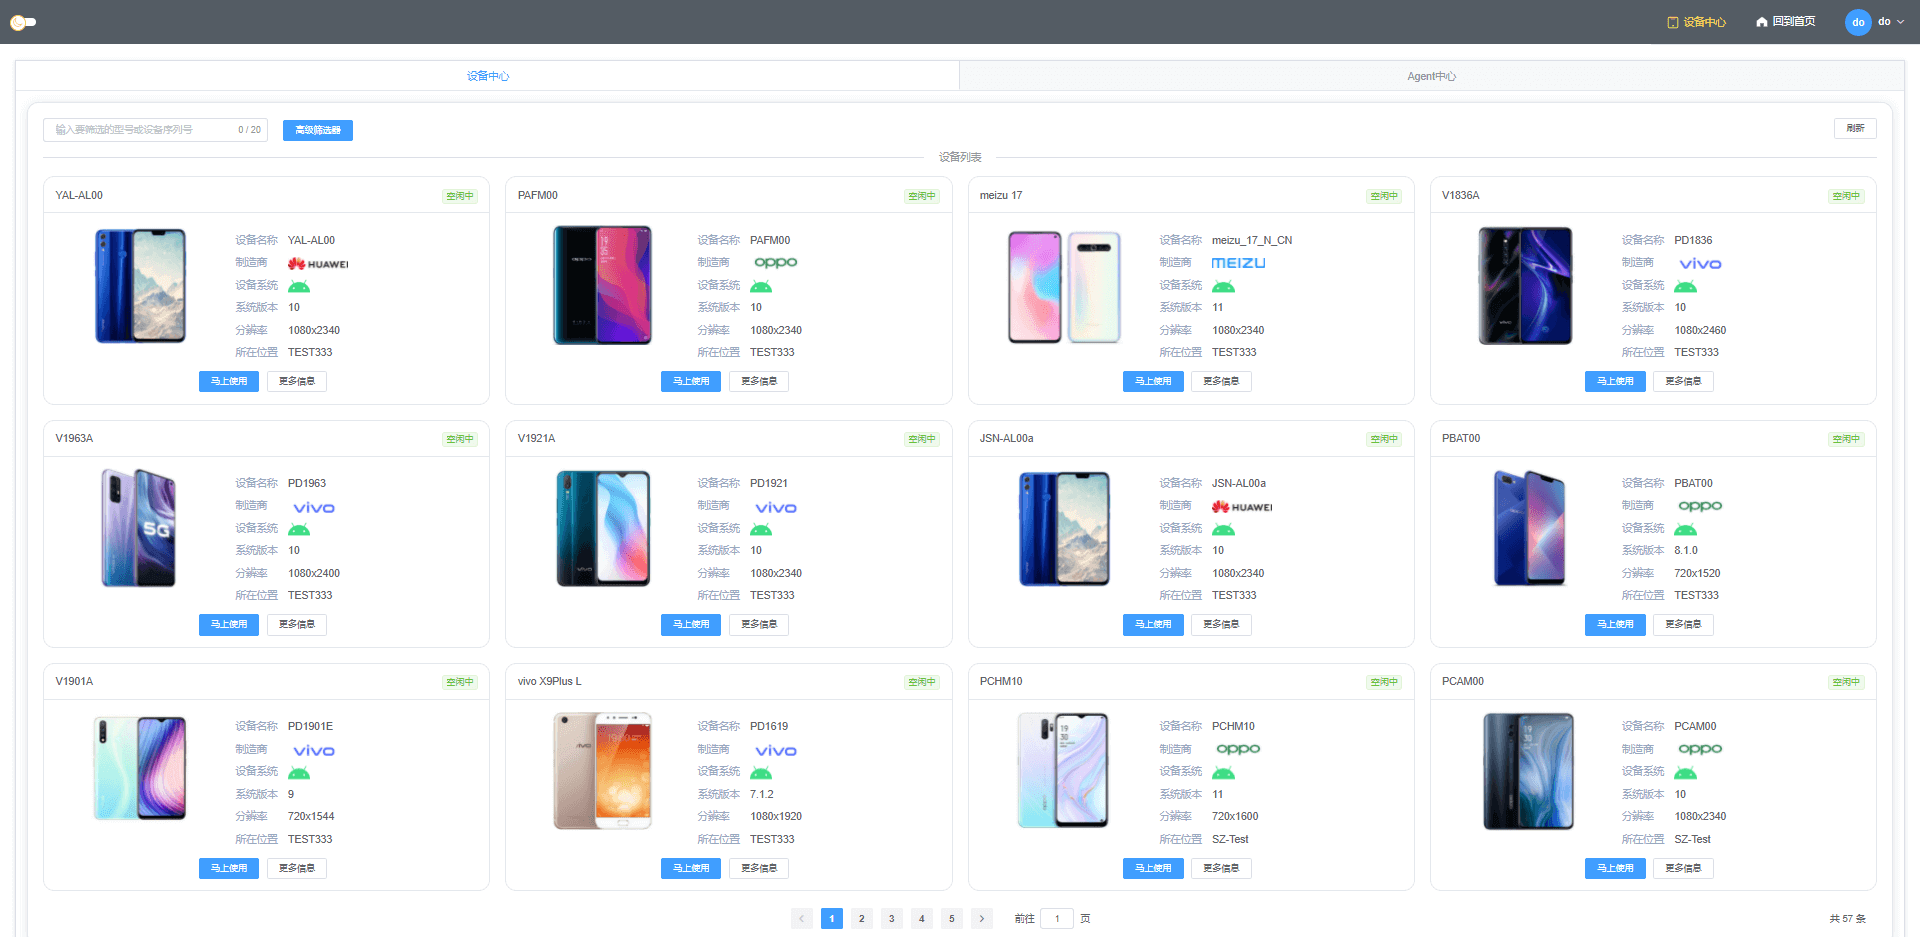 设备中心 回到首页 do do
设备中心 Agent中心
输入要筛选的型号或设备序列号 0 / 20 高级筛选器 刷新
设备列表
YAL-AL00 空闲中
设备名称 YAL-AL00
制造商 HUAWEI
设备系统
系统版本 10
分辨率 1080x2340
所在位置 TEST333
马上使用 更多信息
PAFM00 空闲中
设备名称 PAFM00
制造商 oppo
设备系统
系统版本 10
分辨率 1080x2340
所在位置 TEST333
马上使用 更多信息
meizu 17 空闲中
设备名称 meizu_17_N_CN
制造商 MEIZU
设备系统
系统版本 11
分辨率 1080x2340
所在位置 TEST333
马上使用 更多信息
V1836A 空闲中
设备名称 PD1836
制造商 vivo
设备系统
系统版本 10
分辨率 1080x2460
所在位置 TEST333
马上使用 更多信息
V1963A 空闲中
5G
设备名称 PD1963
制造商 vivo
设备系统
系统版本 10
分辨率 1080x2400
所在位置 TEST333
马上使用 更多信息
V1921A 空闲中
设备名称 PD1921
制造商 vivo
设备系统
系统版本 10
分辨率 1080x2340
所在位置 TEST333
马上使用 更多信息
JSN-AL00a 空闲中
设备名称 JSN-AL00a
制造商 HUAWEI
设备系统
系统版本 10
分辨率 1080x2340
所在位置 TEST333
马上使用 更多信息
PBAT00 空闲中
设备名称 PBAT00
制造商 oppo
设备系统
系统版本 8.1.0
分辨率 720x1520
所在位置 TEST333
马上使用 更多信息
V1901A 空闲中
设备名称 PD1901E
制造商 vivo
设备系统
系统版本 9
分辨率 720x1544
所在位置 TEST333
马上使用 更多信息
vivo X9Plus L 空闲中
设备名称 PD1619
制造商 vivo
设备系统
系统版本 7.1.2
分辨率 1080x1920
所在位置 TEST333
马上使用 更多信息
PCHM10 空闲中
设备名称 PCHM10
制造商 oppo
设备系统
系统版本 11
分辨率 720x1600
所在位置 SZ-Test
马上使用 更多信息
PCAM00 空闲中
设备名称 PCAM00
制造商 oppo
设备系统
系统版本 10
分辨率 1080x2340
所在位置 SZ-Test
马上使用 更多信息
1 2 3 4 5 前往 1 页 共 57 条